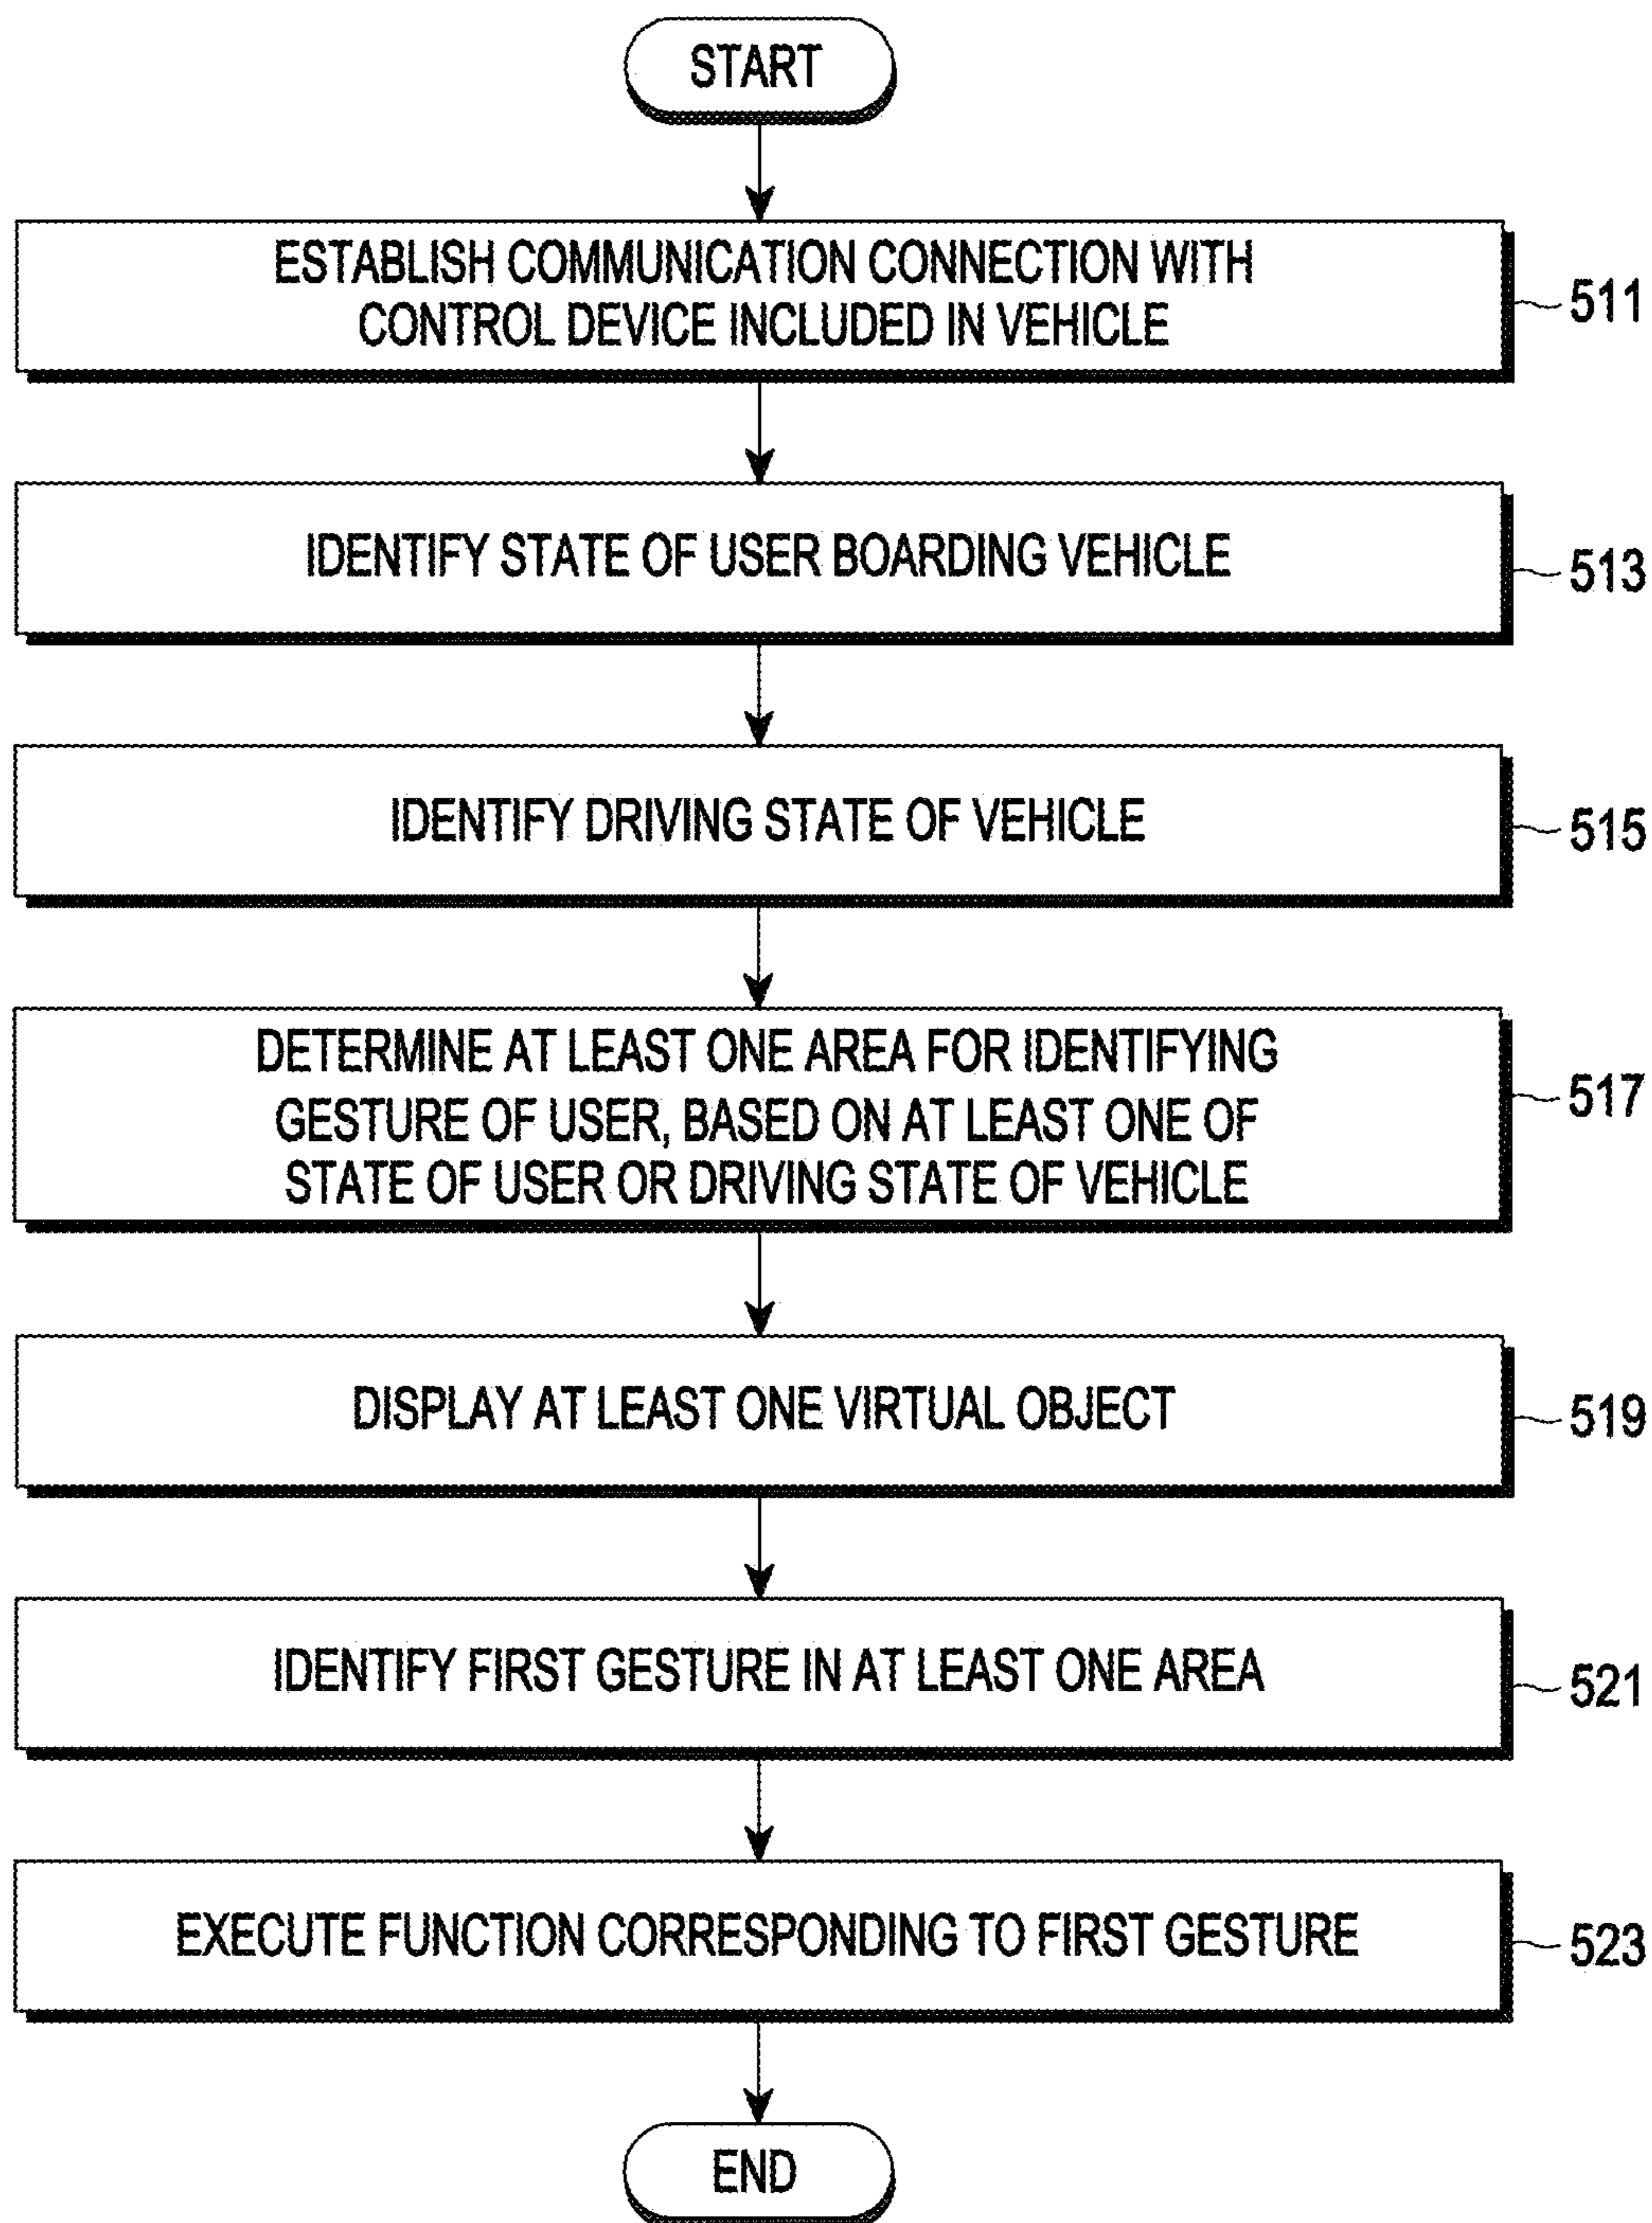 START
ESTABLISH COMMUNICATION CONNECTION WITH
CONTROL DEVICE INCLUDED IN VEHICLE
511
IDENTIFY STATE OF USER BOARDING VEHICLE
513
IDENTIFY DRIVING STATE OF VEHICLE
515
DETERMINE AT LEAST ONE AREA FOR IDENTIFYING
GESTURE OF USER, BASED ON AT LEAST ONE OF
STATE OF USER OR DRIVING STATE OF VEHICLE
517
DISPLAY AT LEAST ONE VIRTUAL OBJECT
519
IDENTIFY FIRST GESTURE IN AT LEAST ONE AREA
521
EXECUTE FUNCTION CORRESPONDING TO FIRST GESTURE
523
END